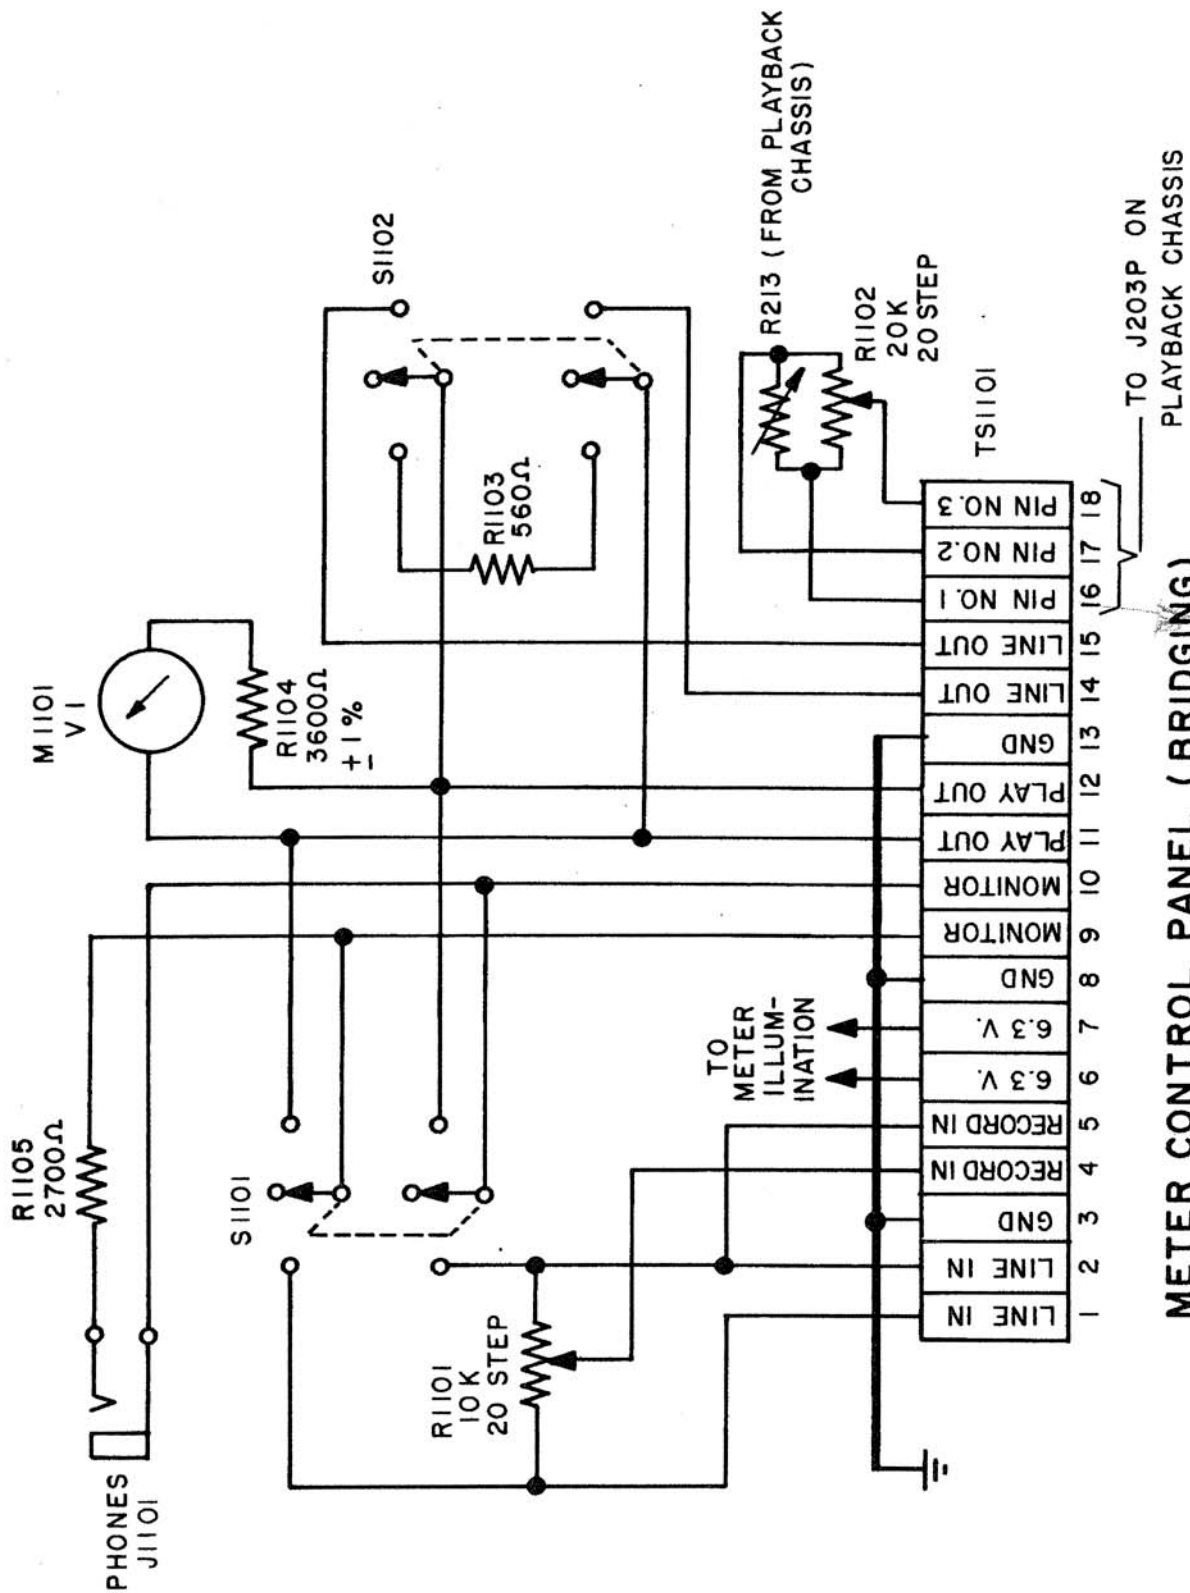 PHONES
J1101
R1105
2700Ω
M1101
V1
S1101
R1104
3600Ω
+1%
−
S1102
R1103
560Ω
R1101
10K
20 STEP
TO
METER
ILLUM-
INATION
R213 (FROM PLAYBACK
CHASSIS)
R1102
20K
20 STEP
TS1101
LINE IN
LINE IN
GND
RECORD IN
RECORD IN
6.3 V.
6.3 V.
GND
MONITOR
MONITOR
PLAY OUT
PLAY OUT
GND
LINE OUT
LINE OUT
PIN NO.1
PIN NO.2
PIN NO.3
1 2 3 4 5 6 7 8 9 10 11 12 13 14 15 16 17 18
TO J203P ON
PLAYBACK CHASSIS
METER CONTROL PANEL (BRIDGING)